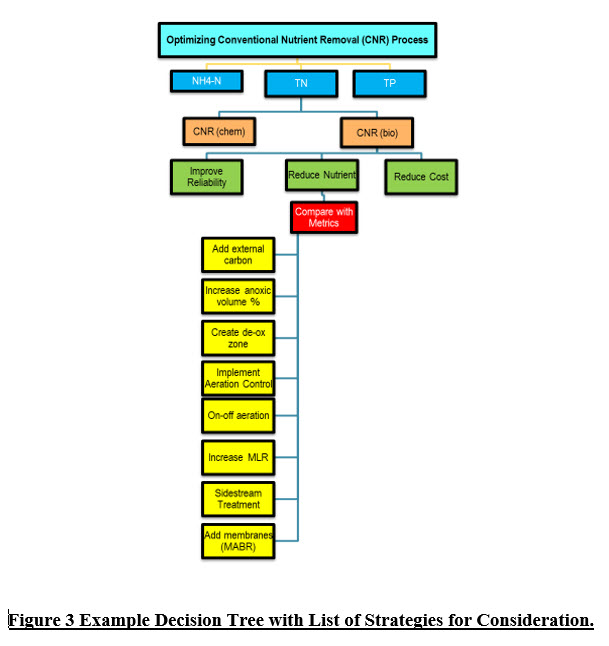 Optimizing Conventional Nutrient Removal (CNR) Process
NH4-N
TN
TP
CNR (chem)
CNR (bio)
Improve
Reliability
Reduce Nutrient
Reduce Cost
Compare with
Metrics
Add external
carbon
Increase anoxic
volume %
Create de-ox
zone
Implement
Aeration Control
On-off aeration
Increase MLR
Sidestream
Treatment
Add membranes
(MABR)
Figure 3 Example Decision Tree with List of Strategies for Consideration.